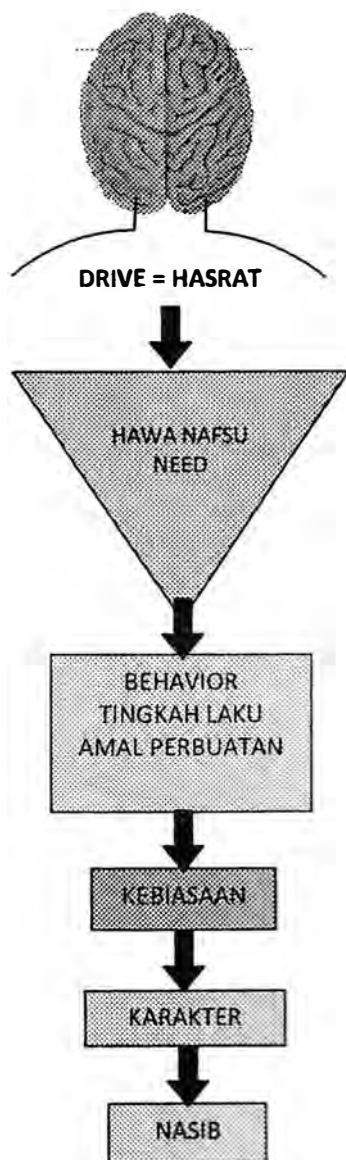 DRIVE = HASRAT
HAWA NAFSU
NEED
BEHAVIOR
TINGKAH LAKU
AMAL PERBUATAN
KEBIASAAN
KARAKTER
NASIB